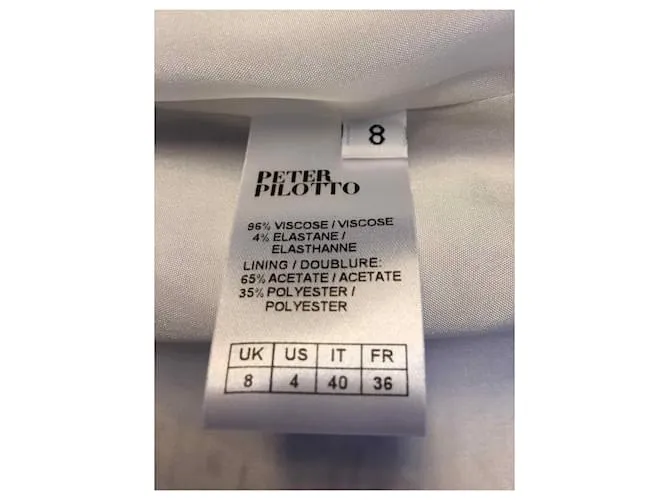 8
PETER
PILOTTO
96% VISCOSE / VISCOSE
4% ELASTANE /
ELASTHANNE
LINING / DOUBLURE:
65% ACETATE / ACETATE
35% POLYESTER /
POLYESTER
UK US IT FR
8 4 40 36